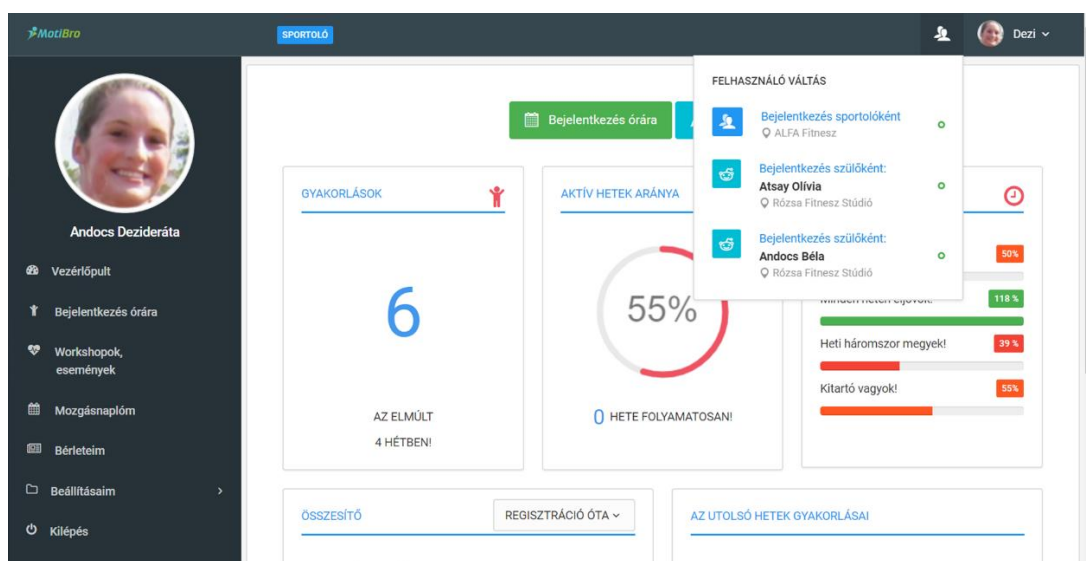 MotiBro
SPORTOLÓ
Dezi
Andocs Dezideráta
Vezérlőpult
Bejelentkezés órára
Workshopok,
események
Mozgásnaplóm
Bérleteim
Beállításaim
Kilépés
FELHASZNÁLÓ VÁLTÁS
Bejelentkezés sportolóként
ALFA Fitnesz
Bejelentkezés szülőként:
Atsay Olívia
Rózsa Fitnesz Stúdió
Bejelentkezés szülőként:
Andocs Béla
Rózsa Fitnesz Stúdió
Bejelentkezés órára
GYAKORLÁSOK
6
AZ ELMÚLT
4 HÉTBEN!
AKTÍV HETEK ARÁNYA
55%
0 HETE FOLYAMATOSAN!
50%
Minden héten eljövök!
118 %
Heti háromszor megyek!
39 %
Kitartó vagyok!
55%
ÖSSZESÍTŐ
REGISZTRÁCIÓ ÓTA
AZ UTOLSÓ HETEK GYAKORLÁSAI